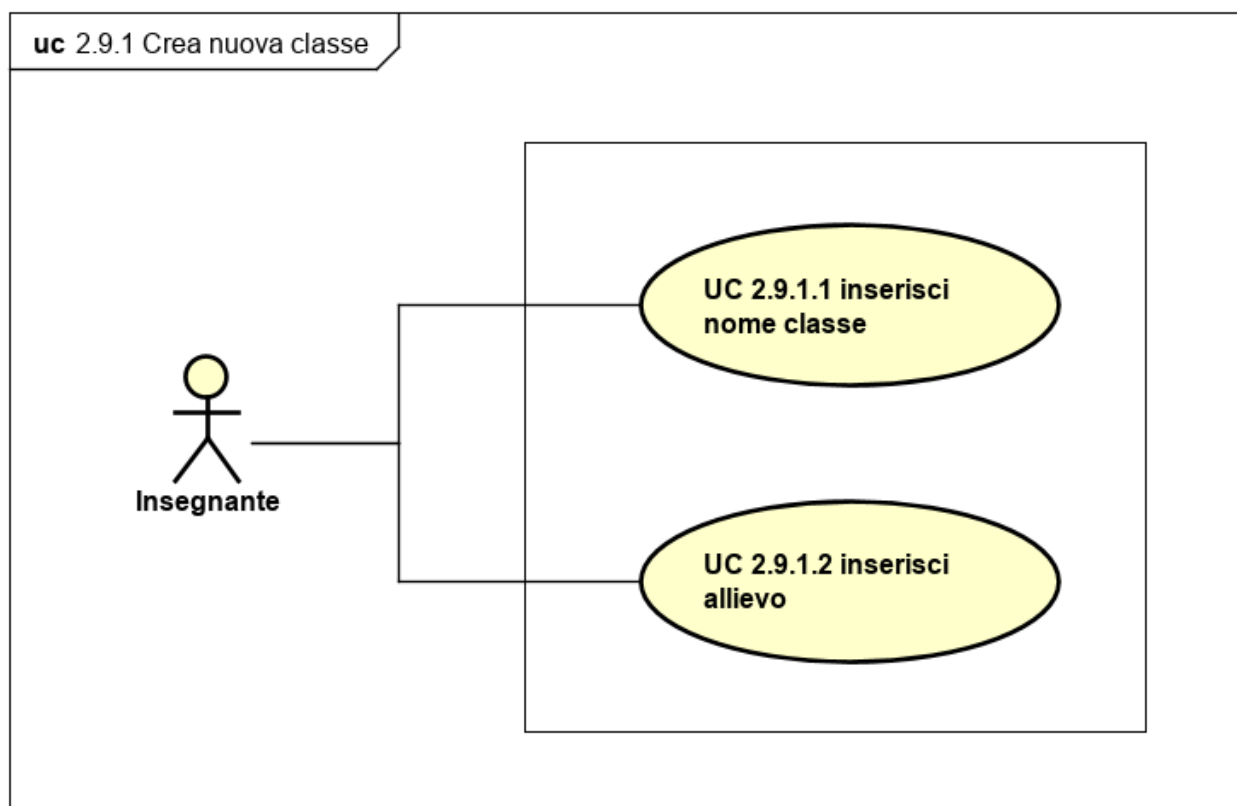 uc 2.9.1 Crea nuova classe
UC 2.9.1.1 inserisci
nome classe
Insegnante
UC 2.9.1.2 inserisci
allievo